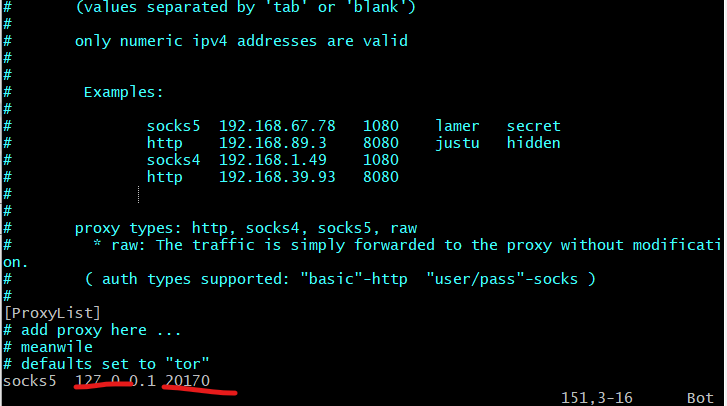 #       (values separated by 'tab' or 'blank')
#
#       only numeric ipv4 addresses are valid
#
#
#        Examples:
#
#               socks5  192.168.67.78   1080    lamer   secret
#               http    192.168.89.3    8080    justu   hidden
#               socks4  192.168.1.49    1080
#               http    192.168.39.93   8080
#
#
#       proxy types: http, socks4, socks5, raw
#         * raw: The traffic is simply forwarded to the proxy without modificati
on.
#        ( auth types supported: "basic"-http  "user/pass"-socks )
#
[ProxyList]
# add proxy here ...
# meanwile
# defaults set to "tor"
socks5  127.0.0.1 20170
151,3-16      Bot